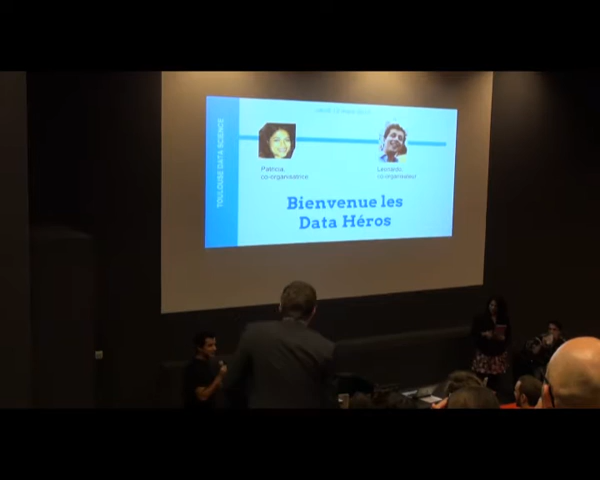 TOULOUSE DATA SCIENCE
Patricia,
co-organisatrice
Leonardo,
co-organisateur
Bienvenue les
Data Héros